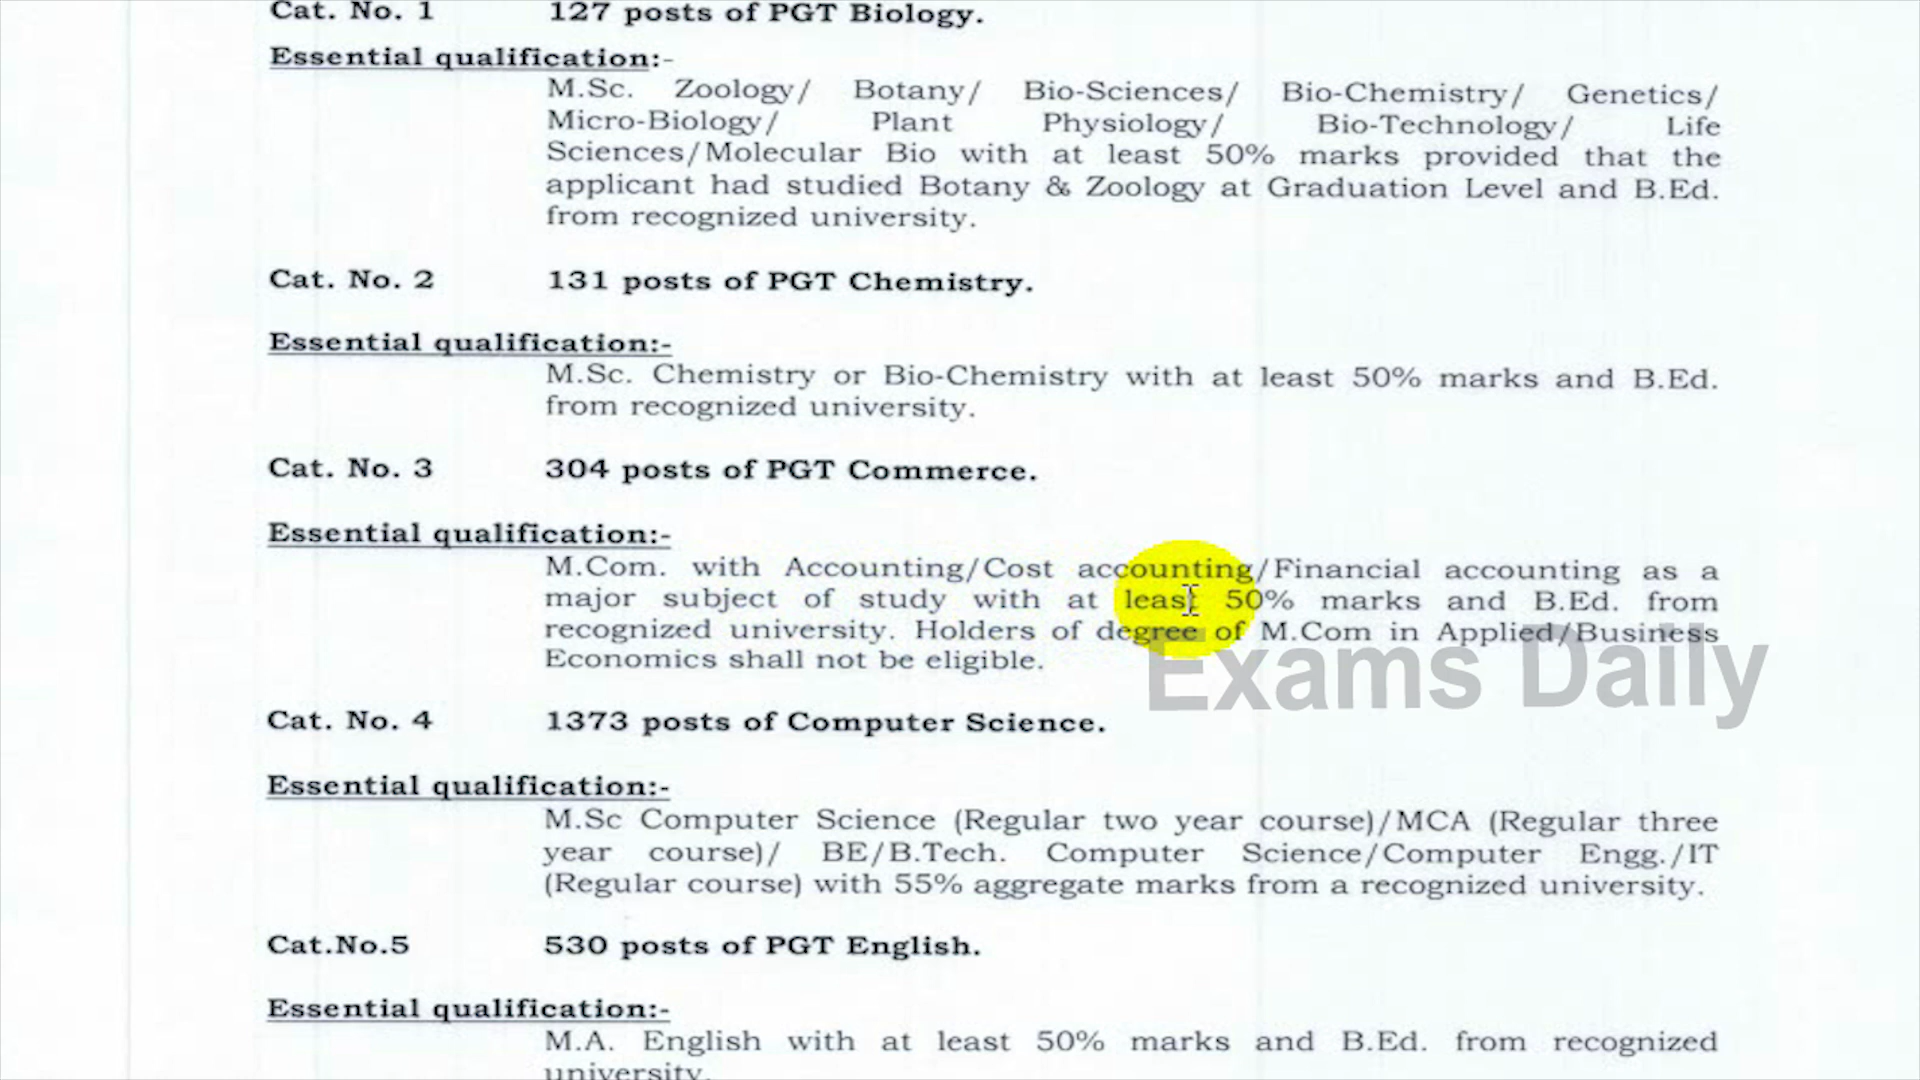 Cat. No. 1 127 posts of PGT Biology.
Essential qualification:-
M.Sc. Zoology/ Botany/ Bio-Sciences/ Bio-Chemistry/ Genetics/
Micro-Biology/ Plant Physiology/ Bio-Technology/ Life
Sciences/Molecular Bio with at least 50% marks provided that the
applicant had studied Botany & Zoology at Graduation Level and B.Ed.
from recognized university.
Cat. No. 2 131 posts of PGT Chemistry.
Essential qualification:-
M.Sc. Chemistry or Bio-Chemistry with at least 50% marks and B.Ed.
from recognized university.
Cat. No. 3 304 posts of PGT Commerce.
Essential qualification:-
M.Com. with Accounting/Cost accounting/Financial accounting as a
major subject of study with at least 50% marks and B.Ed. from
recognized university. Holders of degree of M.Com in Applied/Business
Economics shall not be eligible.
Exams Daily
Cat. No. 4 1373 posts of Computer Science.
Essential qualification:-
M.Sc Computer Science (Regular two year course)/MCA (Regular three
year course)/ BE/B.Tech. Computer Science/Computer Engg./IT
(Regular course) with 55% aggregate marks from a recognized university.
Cat.No.5 530 posts of PGT English.
Essential qualification:-
M.A. English with at least 50% marks and B.Ed. from recognized
university.